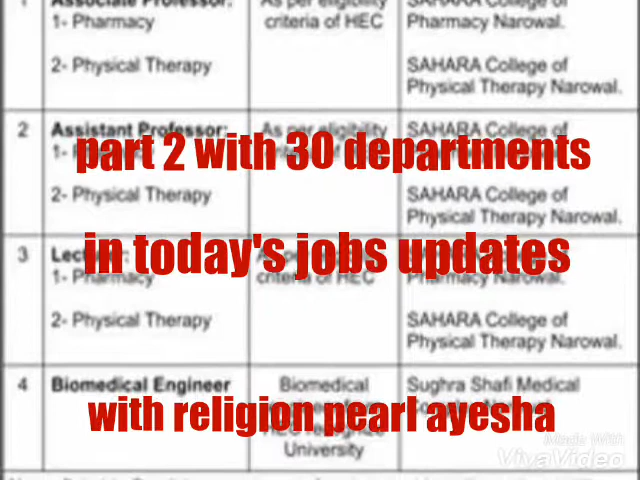 Associate Professor:
1- Pharmacy
As per eligibility
criteria of HEC
SAHARA College of
Pharmacy Narowal.
2- Physical Therapy
SAHARA College of
Physical Therapy Narowal.
2
Assistant Professor:
As per eligibility
SAHARA College of
part 2 with 30 departments
2- Physical Therapy
SAHARA College of
Physical Therapy Narowal.
in today's jobs updates
3
1- Pharmacy
criteria of HEC
Pharmacy Narowal.
2- Physical Therapy
SAHARA College of
Physical Therapy Narowal.
4
Biomedical Engineer
Biomedical
Sughra Shafi Medical
with religion pearl ayesha
University
Made With
VivaVideo